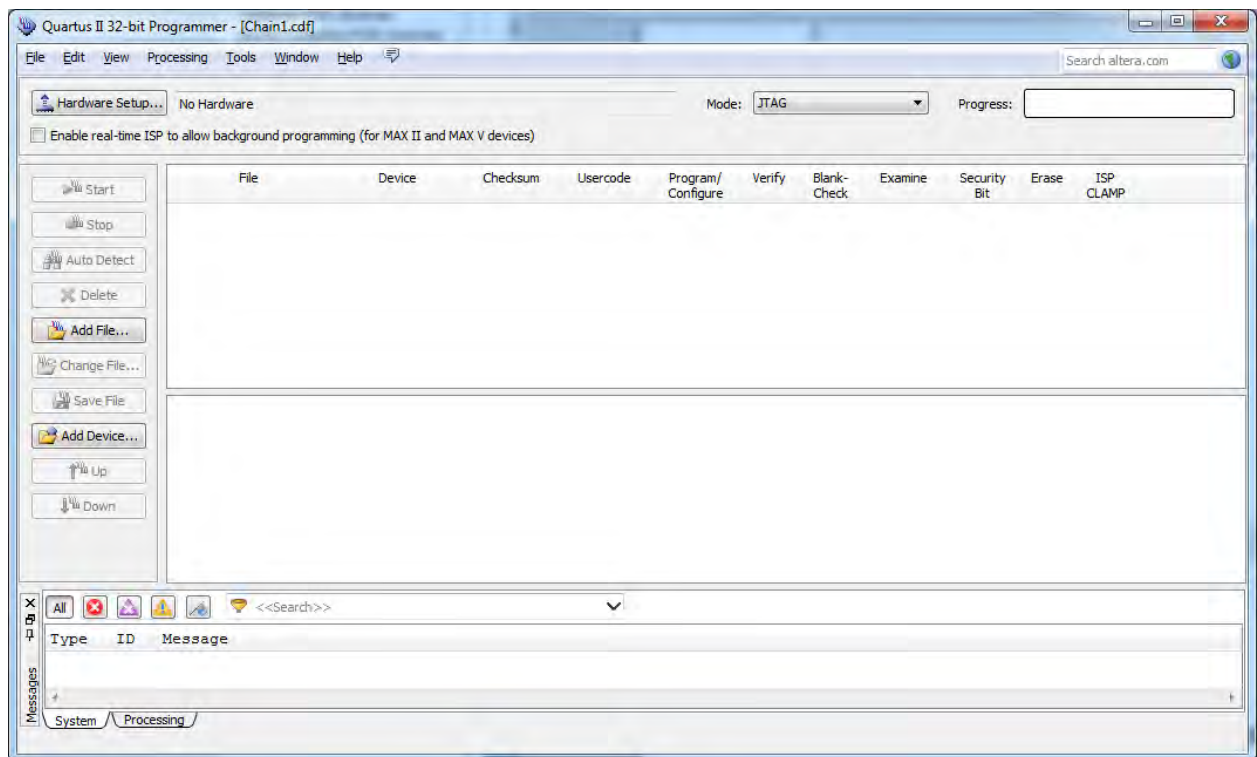 Quartus II 32-bit Programmer - [Chain1.cdf]
File Edit View Processing Tools Window Help
Search altera.com
Hardware Setup... No Hardware Mode: JTAG Progress:
Enable real-time ISP to allow background programming (for MAX II and MAX V devices)
File Device Checksum Usercode Program/ Configure Verify Blank- Check Examine Security Bit Erase ISP CLAMP
Start
Stop
Auto Detect
Delete
Add File...
Change File...
Save File
Add Device...
Up
Down
All <<Search>>
Type ID Message
Messages
System Processing